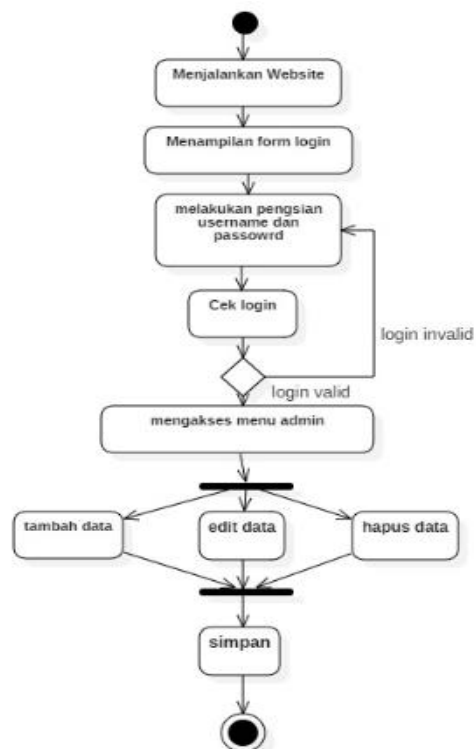 Menjalankan Website
Menampilan form login
melakukan pengsian
username dan
passowrd
Cek login
login invalid
login valid
mengakses menu admin
tambah data
edit data
hapus data
simpan